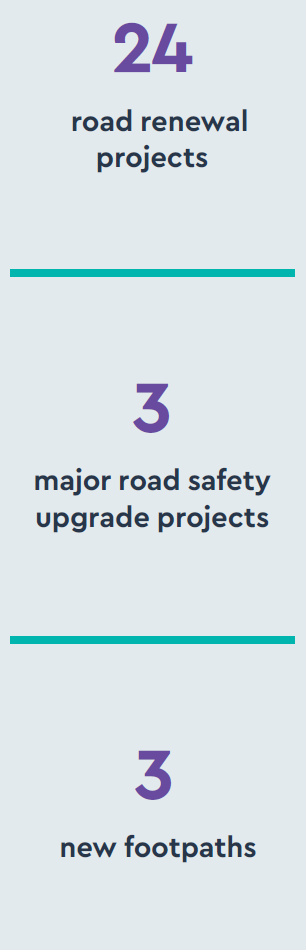 24
road renewal
projects
3
major road safety
upgrade projects
3
new footpaths